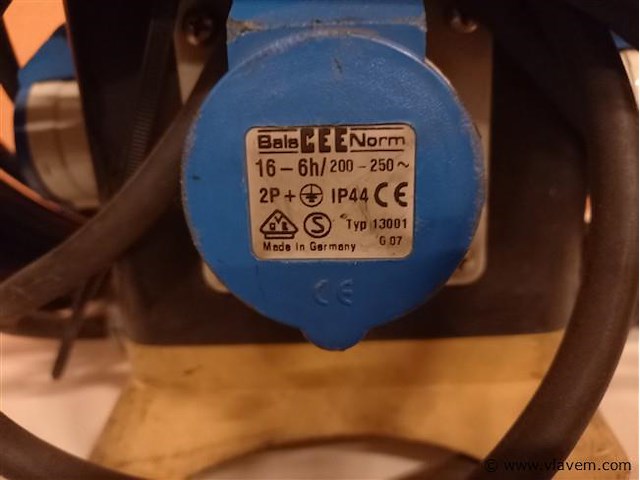 Bals CEE Norm
16-6h/200-250~
2P+⏚ IP44 CE
VDE S Typ 13001
Made in Germany G 07
CE
© www.vlavem.com